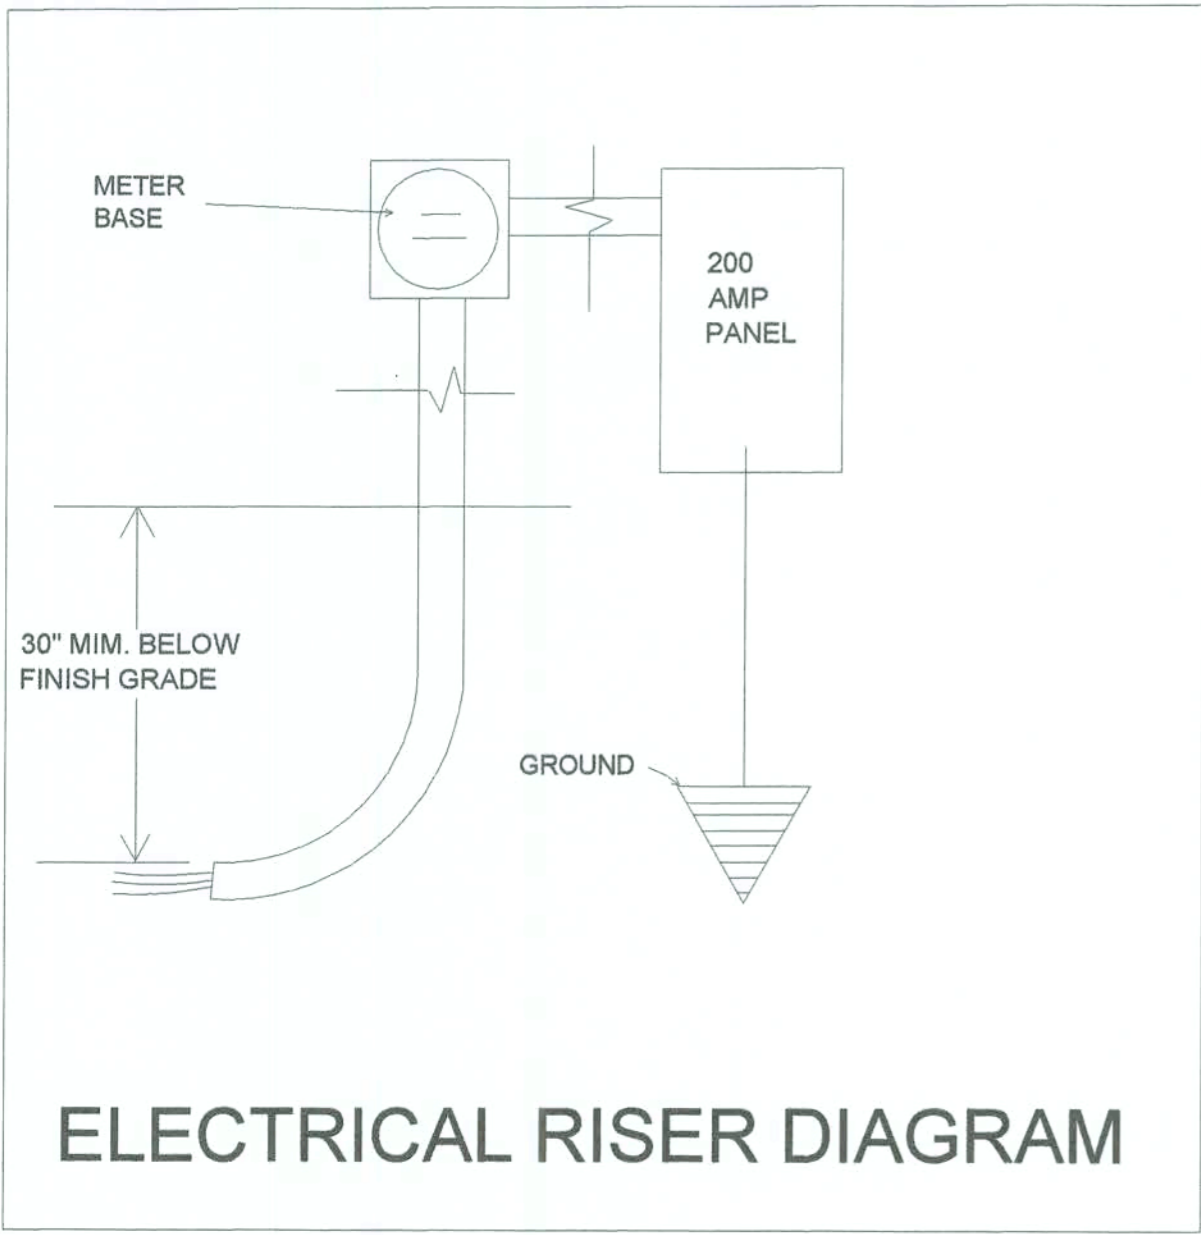 METER
BASE
200
AMP
PANEL
30" MIM. BELOW
FINISH GRADE
GROUND
ELECTRICAL RISER DIAGRAM